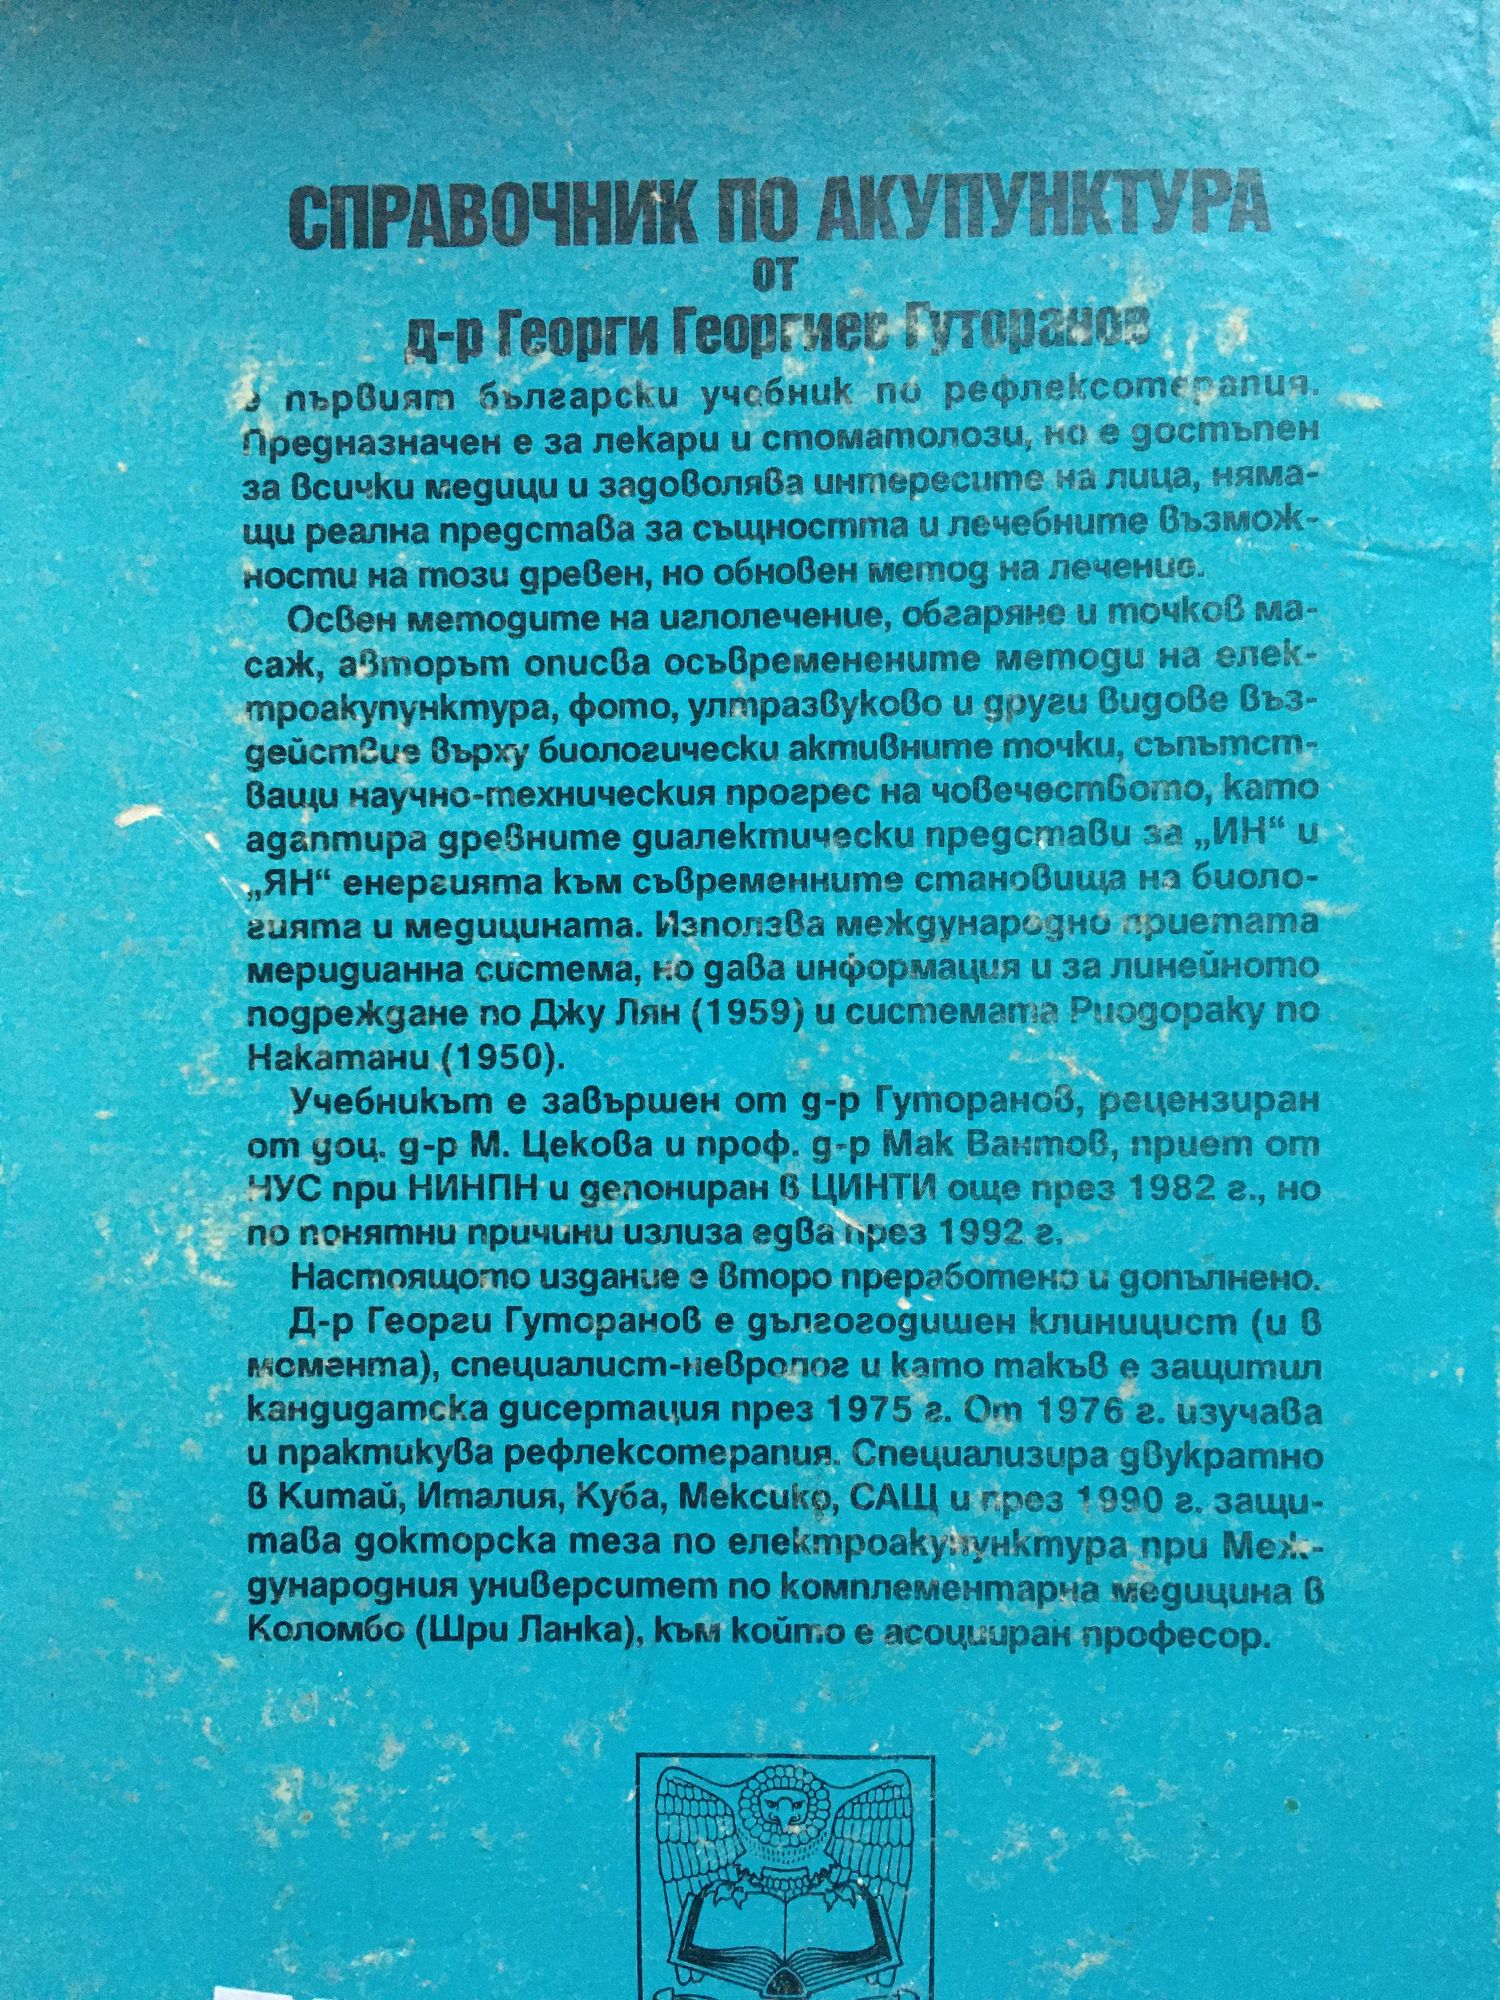 СПРАВОЧНИК ПО АКУПУНКТУРА
от
д-р Георги Георгиев Гуторанов
е първият български учебник по рефлексотерапия.
Предназначен е за лекари и стоматолози, но е достъпен
за всички медици и задоволява интересите на лица, няма-
щи реална представа за същността и лечебните възмож-
ности на този древен, но обновен метод на лечение.
Освен методите на иглолечение, обгаряне и точков ма-
саж, авторът описва осъвременените методи на елек-
троакупунктура, фото, ултразвуково и други видове въз-
действие върху биологически активните точки, съпътст-
ващи научно-техническия прогрес на човечеството, като
адаптира древните диалектически представи за „ИН“ и
„ЯН“ енергията към съвременните становища на биоло-
гията и медицината. Използва международно приетата
меридианна система, но дава информация и за линейното
подреждане по Джу Лян (1959) и системата Риодораку по
Накатани (1950).
Учебникът е завършен от д-р Гуторанов, рецензиран
от доц. д-р М. Цекова и проф. д-р Мак Вантов, приет от
НУС при НИНПН и депониран в ЦИНТИ още през 1982 г., но
по понятни причини излиза едва през 1992 г.
Настоящото издание е второ преработено и допълнено.
Д-р Георги Гуторанов е дългогодишен клиницист (и в
момента), специалист-невролог и като такъв е защитил
кандидатска дисертация през 1975 г. От 1976 г. изучава
и практикува рефлексотерапия. Специализира двукратно
в Китай, Италия, Куба, Мексико, САЩ и през 1990 г. защи-
тава докторска теза по електроакупунктура при Меж-
дународния университет по комплементарна медицина в
Коломбо (Шри Ланка), към който е асоцииран професор.